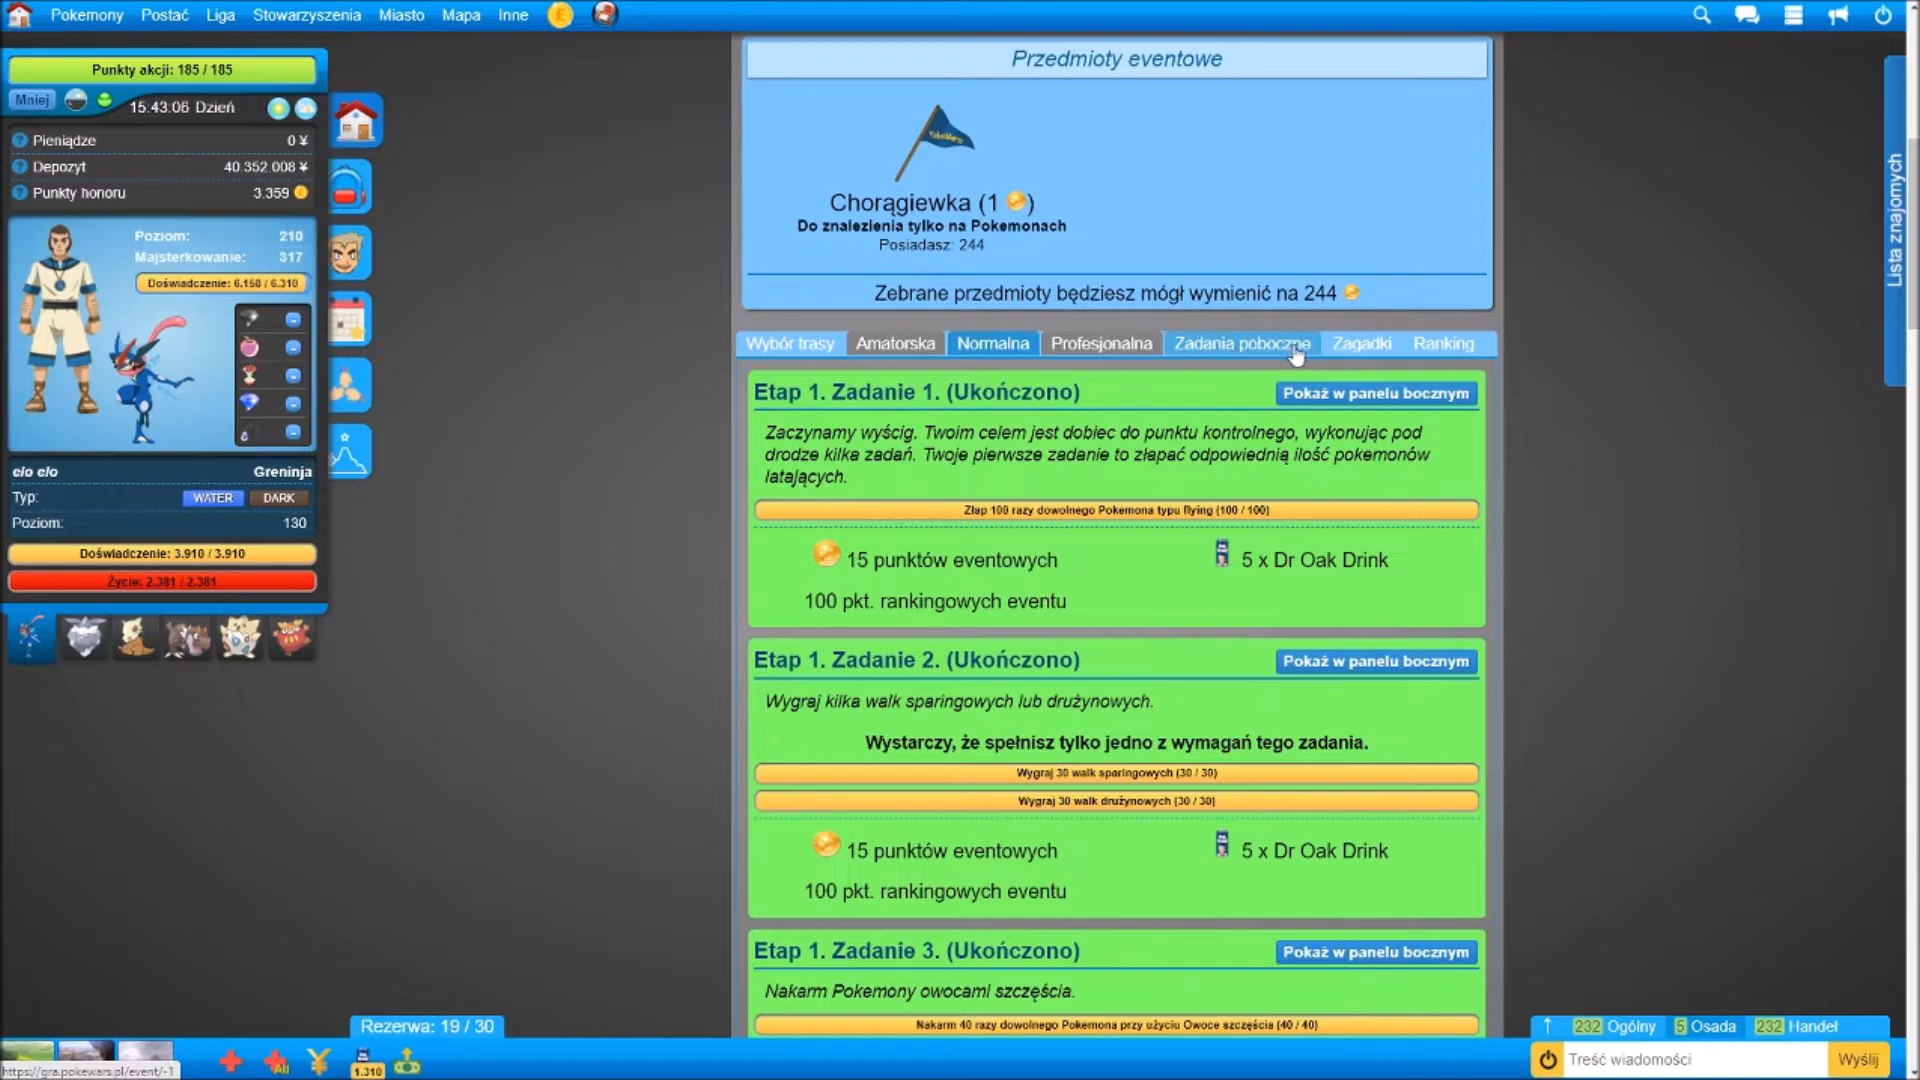 Pokemony Postać Liga Stowarzyszenia Miasto Mapa Inne
Punkty akcji: 185 / 185
Mniej
15:43:06 Dzień
Pieniądze 0 ¥
Depozyt 40.352.008 ¥
Punkty honoru 3.359
Poziom: 210
Majsterkowanie: 317
Doświadczenie: 6.158 / 6.310
clo clo Greninja
Typ: WATER DARK
Poziom: 130
Doświadczenie: 3.910 / 3.910
Życie: 2.381 / 2.381
Przedmioty eventowe
Chorągiewka (1 )
Do znalezienia tylko na Pokemonach
Posiadasz: 244
Zebrane przedmioty będziesz mógł wymienić na 244
Wybór trasy Amatorska Normalna Profesjonalna Zadania poboczne Zagadki Ranking
Etap 1. Zadanie 1. (Ukończono)
Pokaż w panelu bocznym
Zaczynamy wyścig. Twoim celem jest dobiec do punktu kontrolnego, wykonując pod
drodze kilka zadań. Twoje pierwsze zadanie to złapać odpowiednią ilość pokemonów
latających.
Złap 100 razy dowolnego Pokemona typu flying (100 / 100)
15 punktów eventowych
5 x Dr Oak Drink
100 pkt. rankingowych eventu
Etap 1. Zadanie 2. (Ukończono)
Pokaż w panelu bocznym
Wygraj kilka walk sparingowych lub drużynowych.
Wystarczy, że spełnisz tylko jedno z wymagań tego zadania.
Wygraj 30 walk sparingowych (30 / 30)
Wygraj 30 walk drużynowych (30 / 30)
15 punktów eventowych
5 x Dr Oak Drink
100 pkt. rankingowych eventu
Etap 1. Zadanie 3. (Ukończono)
Pokaż w panelu bocznym
Nakarm Pokemony owocami szczęścia.
Nakarm 40 razy dowolnego Pokemona przy użyciu Owoce szczęścia (40 / 40)
Lista znajomych
Rezerwa: 19 / 30
1.310
https://gra.pokewars.pl/event/-1
232 Ogólny 5 Osada 232 Handel
Treść wiadomości
Wyślij